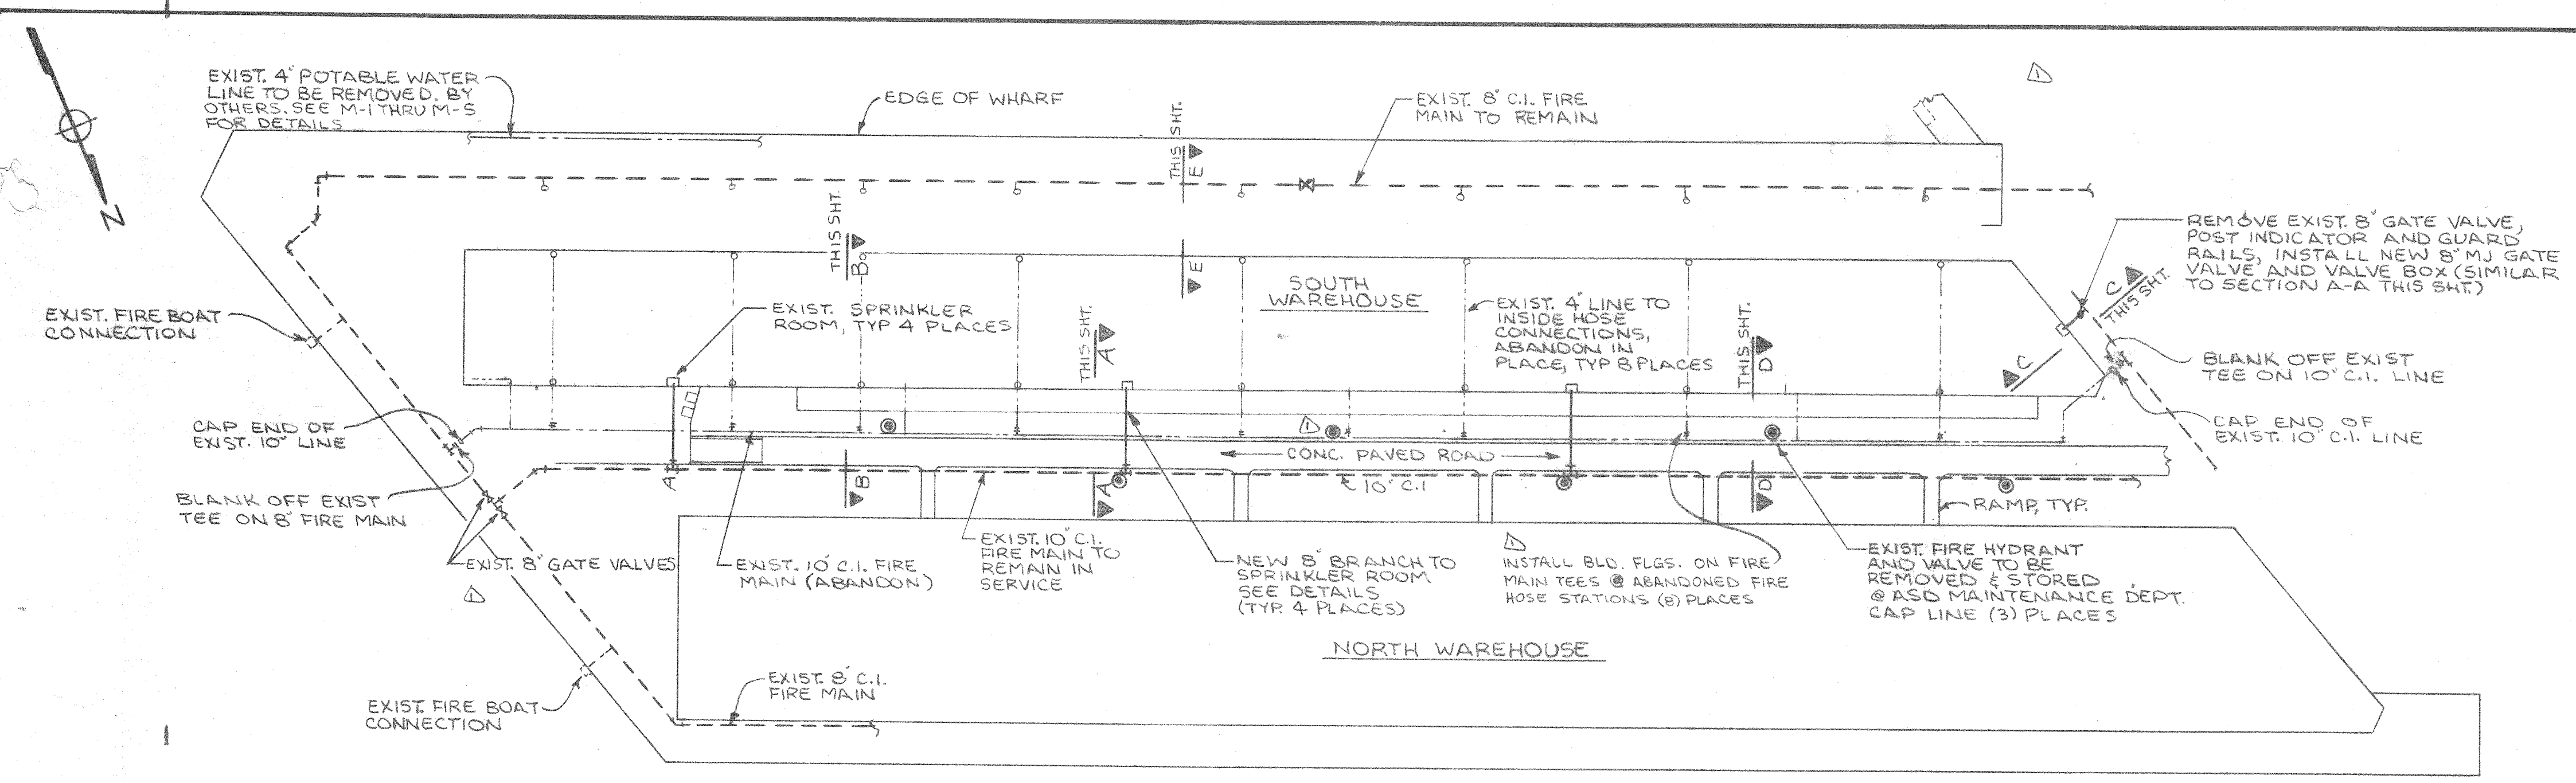 EXIST. 4" POTABLE WATER
LINE TO BE REMOVED. BY
OTHERS. SEE M-1 THRU M-5
FOR DETAILS
EDGE OF WHARF
THIS SHT.
E
EXIST. 8" C.I. FIRE
MAIN TO REMAIN
1
N
THIS SHT.
B
E
SOUTH
WAREHOUSE
REMOVE EXIST. 8" GATE VALVE,
POST INDICATOR AND GUARD
RAILS, INSTALL NEW 8" MJ GATE
VALVE AND VALVE BOX (SIMILAR
TO SECTION A-A THIS SHT.)
C
THIS SHT.
EXIST. FIRE BOAT
CONNECTION
EXIST. SPRINKLER
ROOM, TYP 4 PLACES
THIS SHT.
A
EXIST. 4" LINE TO
INSIDE HOSE
CONNECTIONS,
ABANDON IN
PLACE, TYP 8 PLACES
THIS SHT.
D
C
BLANK OFF EXIST
TEE ON 10" C.I. LINE
CAP END OF
EXIST. 10" LINE
1
CAP END OF
EXIST. 10" C.I. LINE
CONC. PAVED ROAD
A
B
A
10" C.I
D
BLANK OFF EXIST
TEE ON 8" FIRE MAIN
RAMP, TYP.
EXIST. 8" GATE VALVES
1
EXIST. 10" C.I. FIRE
MAIN (ABANDON)
EXIST. 10" C.I.
FIRE MAIN TO
REMAIN IN
SERVICE
NEW 8" BRANCH TO
SPRINKLER ROOM
SEE DETAILS
(TYP. 4 PLACES)
1
INSTALL BLD. FLGS. ON FIRE
MAIN TEES @ ABANDONED FIRE
HOSE STATIONS (8) PLACES
EXIST. FIRE HYDRANT
AND VALVE TO BE
REMOVED & STORED
@ ASD MAINTENANCE DEPT.
CAP LINE (3) PLACES
NORTH WAREHOUSE
EXIST. 8" C.I.
FIRE MAIN
EXIST. FIRE BOAT
CONNECTION